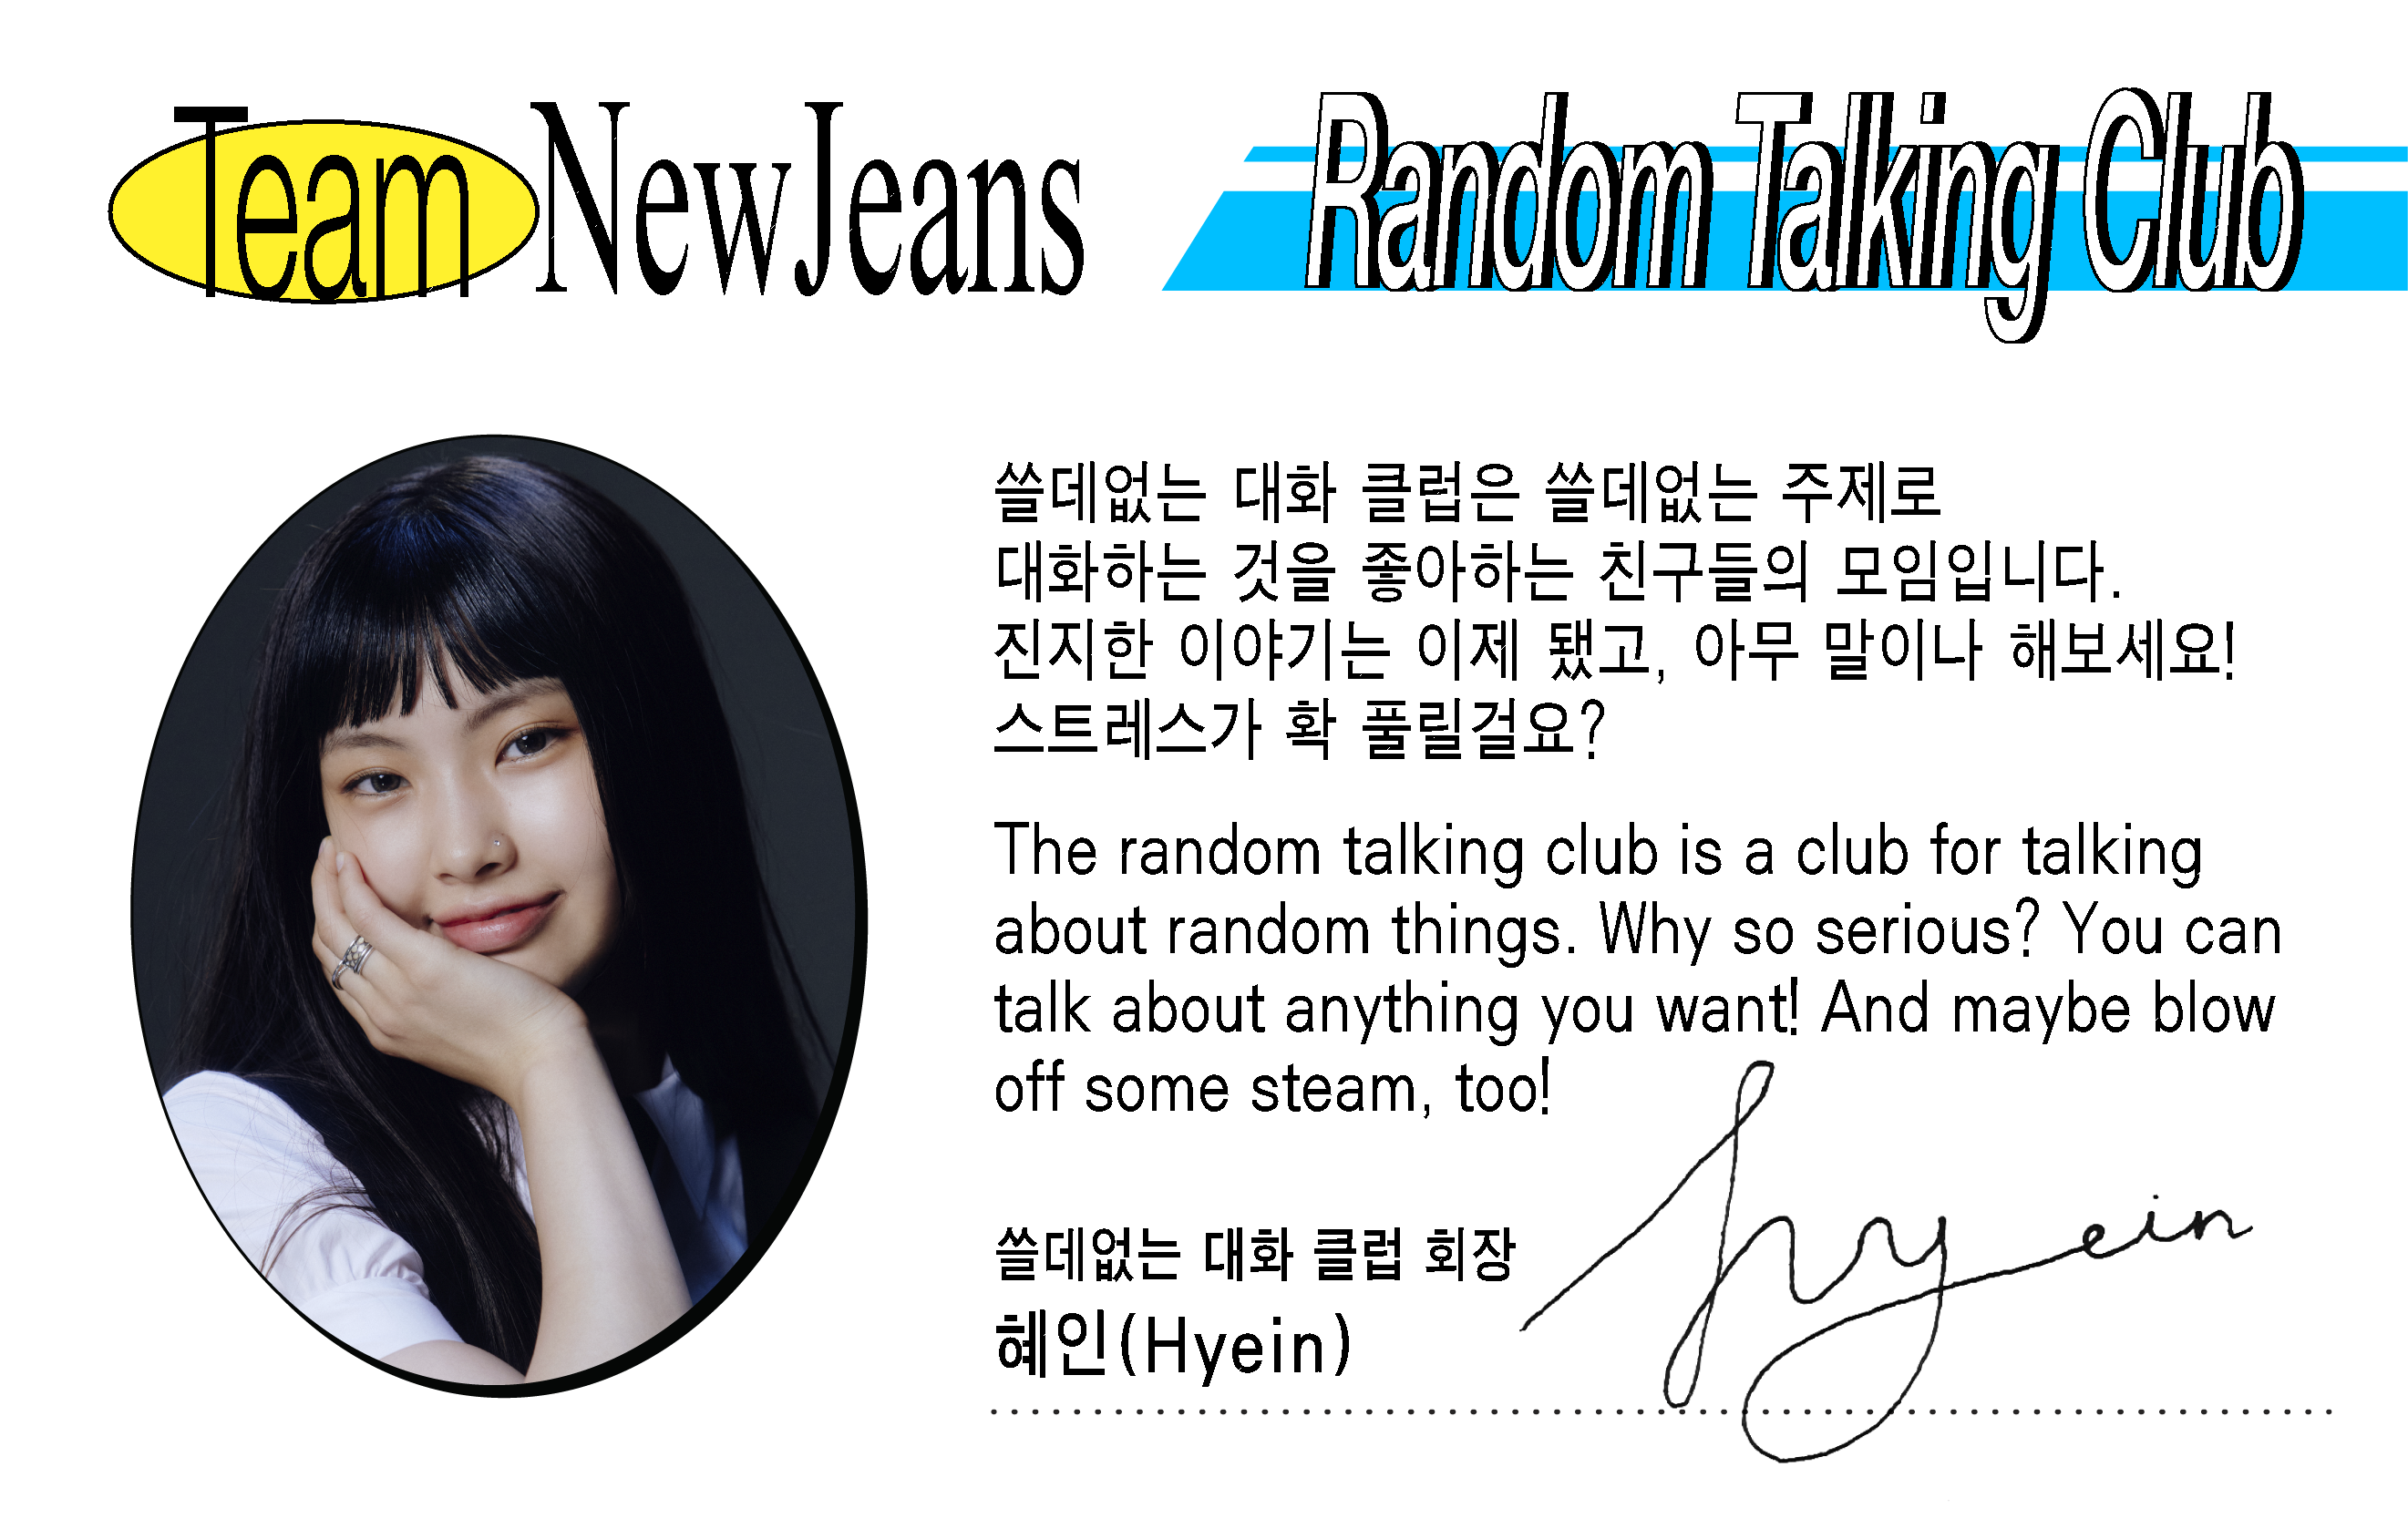 Team NewJeans
Random Talking Club
쓸데없는 대화 클럽은 쓸데없는 주제로
대화하는 것을 좋아하는 친구들의 모임입니다.
진지한 이야기는 이제 됐고, 아무 말이나 해보세요!
스트레스가 확 풀릴걸요?
The random talking club is a club for talking
about random things. Why so serious? You can
talk about anything you want! And maybe blow
off some steam, too!
쓸데없는 대화 클럽 회장
혜인(Hyein)
hyein